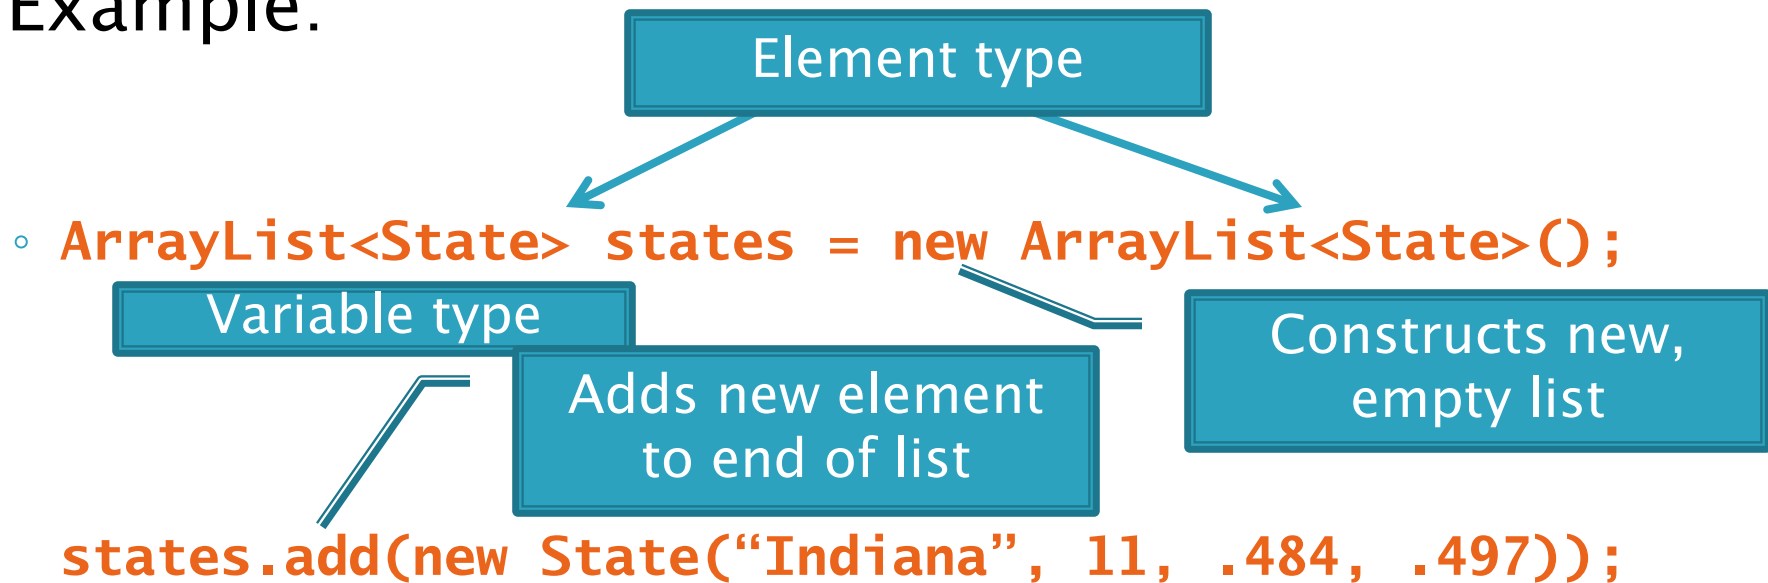 Example:
Element type
◦ ArrayList<State> states = new ArrayList<State>();
Variable type
Constructs new,
empty list
Adds new element
to end of list
states.add(new State(“Indiana”, 11, .484, .497));